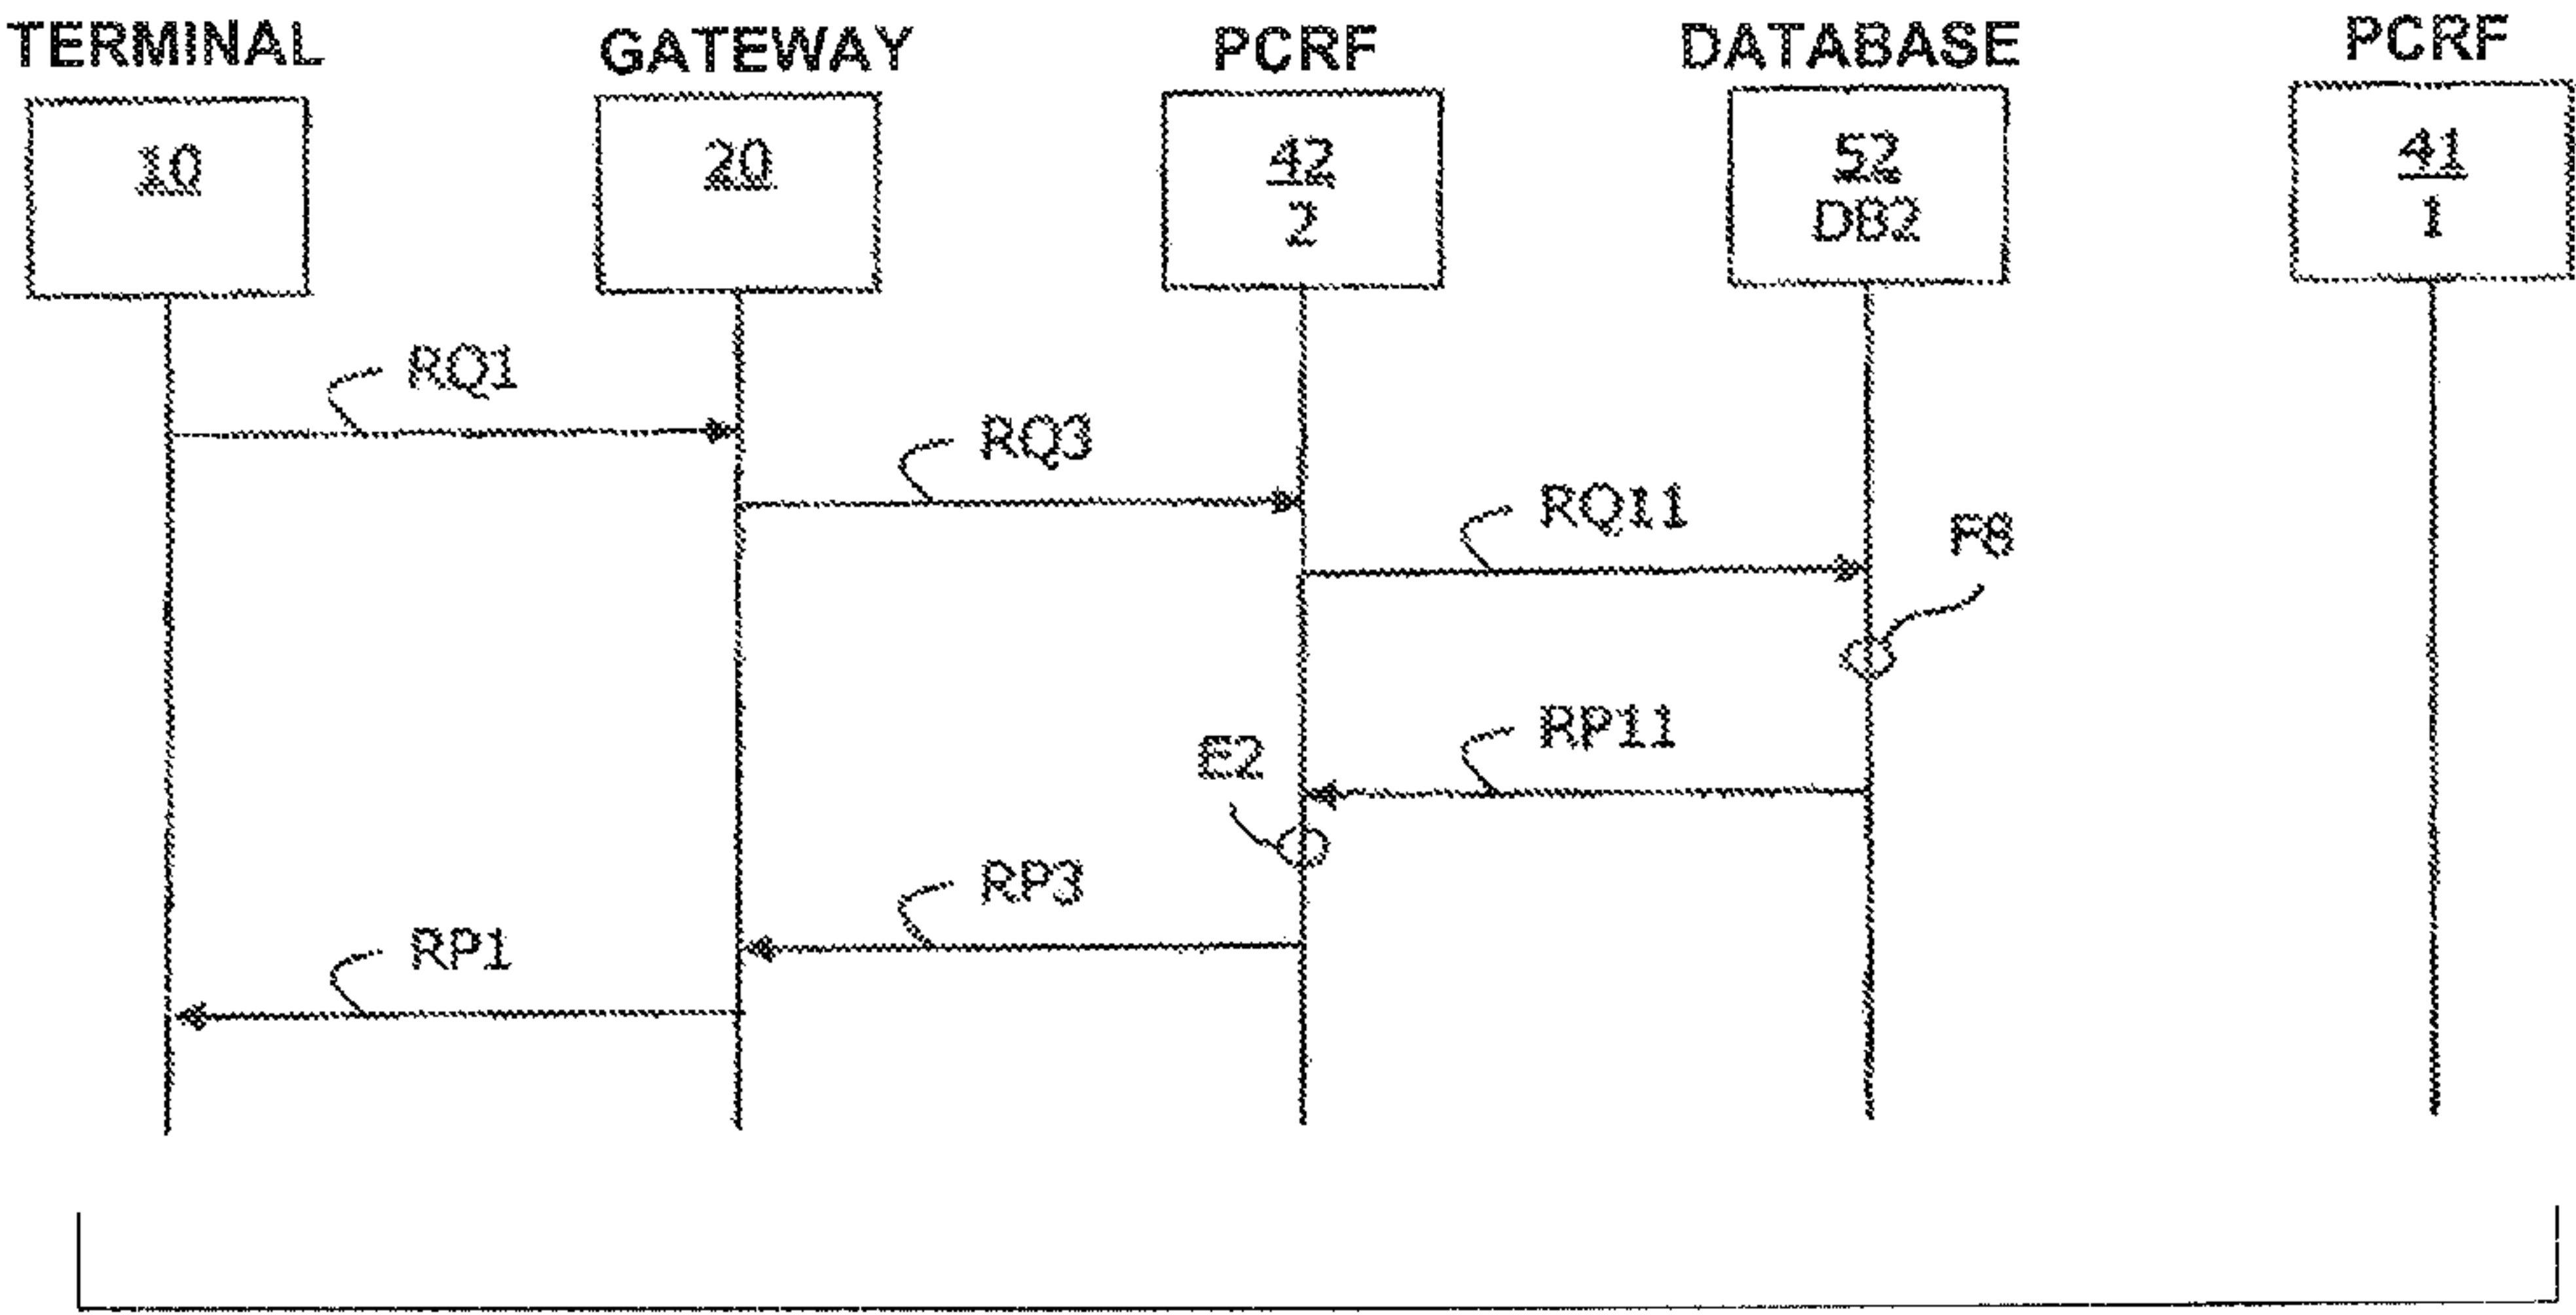 TERMINAL GATEWAY PCRF DATABASE PCRF
10 20 42 52 41
2 DB2 1
RQ1
RQ3
RQ11
F8
RP11
E2
RP3
RP1